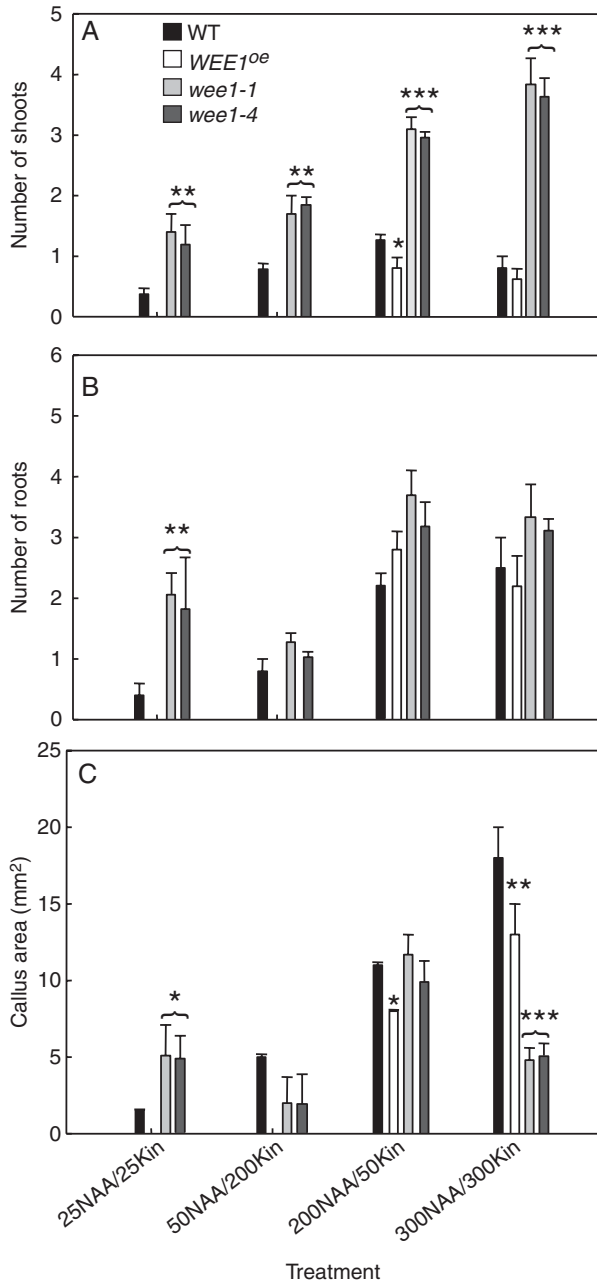 A
WT
WEE1oe
wee1-1
wee1-4
Number of shoots
5
4
3
2
1
0
**
**
*
***
***
B
Number of roots
6
5
4
3
2
1
0
**
C
Callus area (mm²)
25
20
15
10
5
0
*
*
**
***
25NAA/25Kin
50NAA/200Kin
200NAA/50Kin
300NAA/300Kin
Treatment